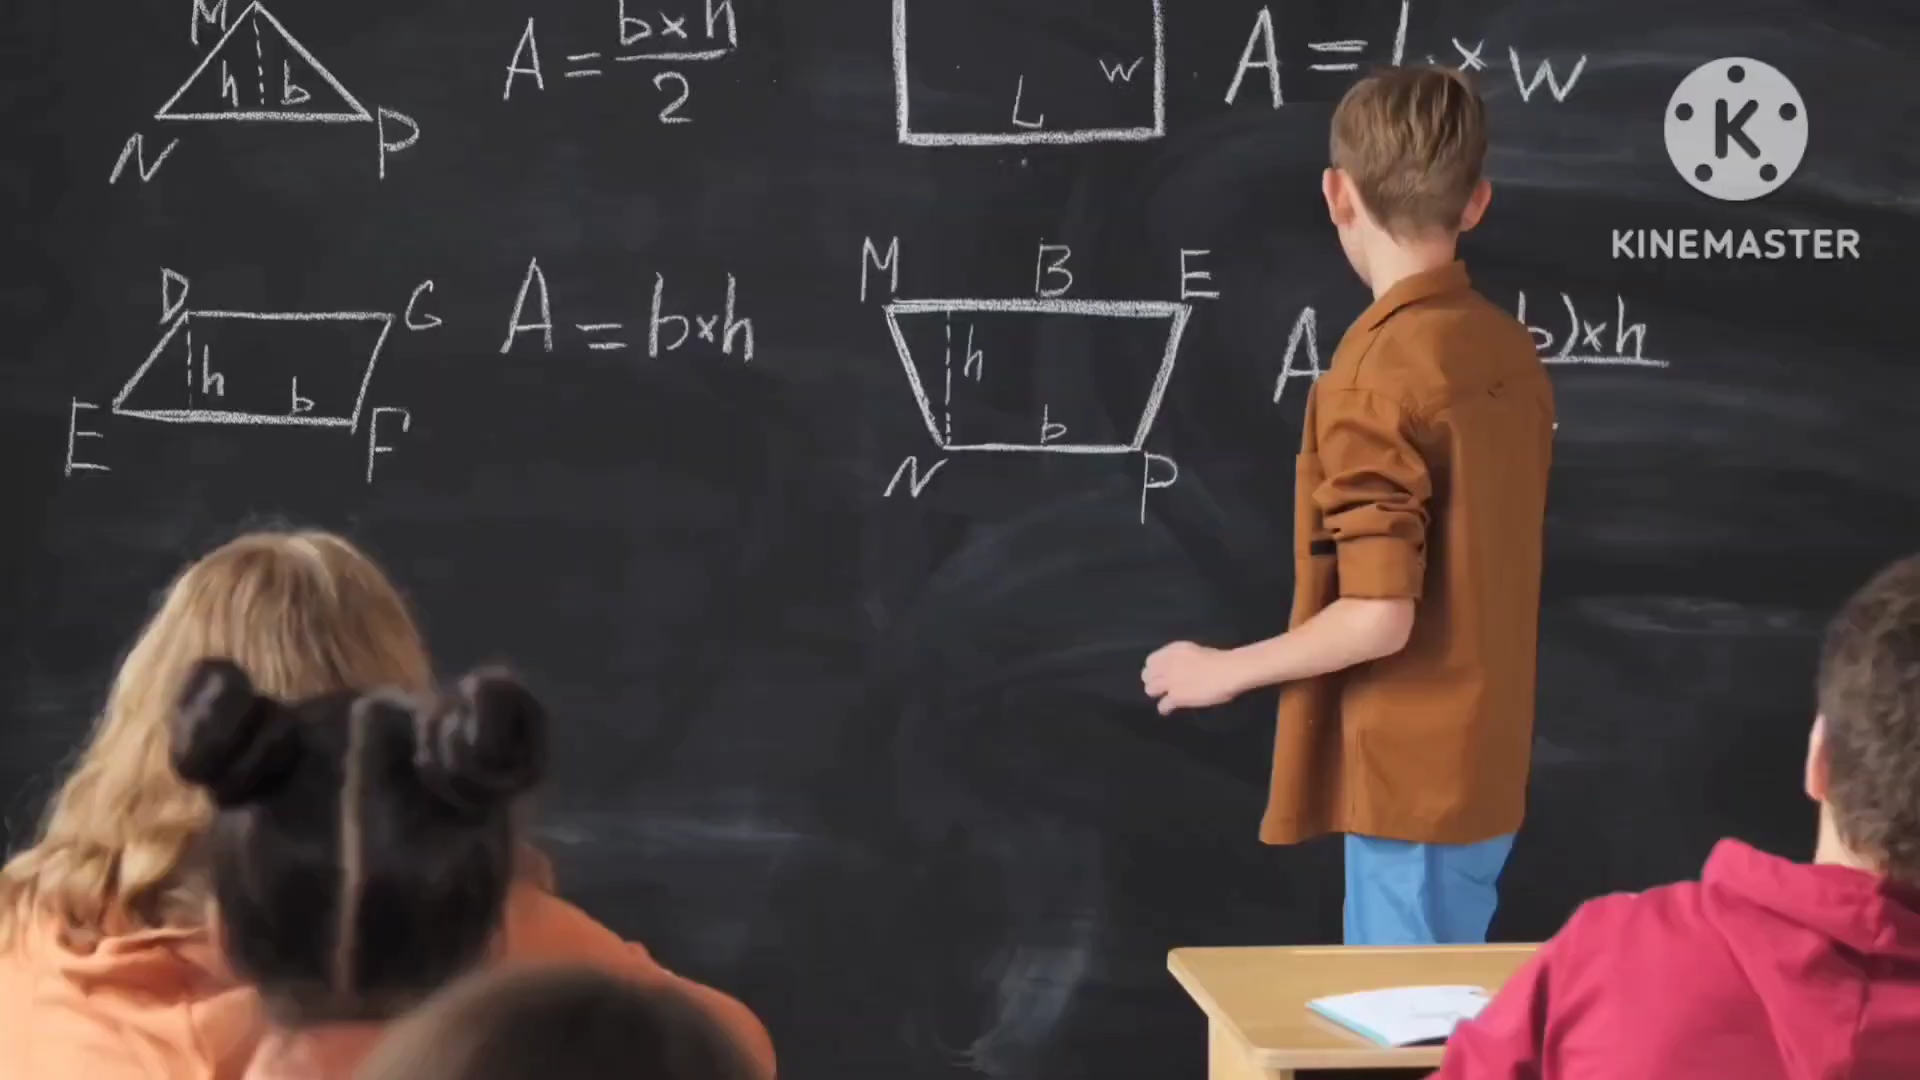 M
h b
N P
A = b×h
2
L w
A = L × w
D G
h b
E F
A = b×h
M B E
h
b
N P
A b)×h
K
KINEMASTER